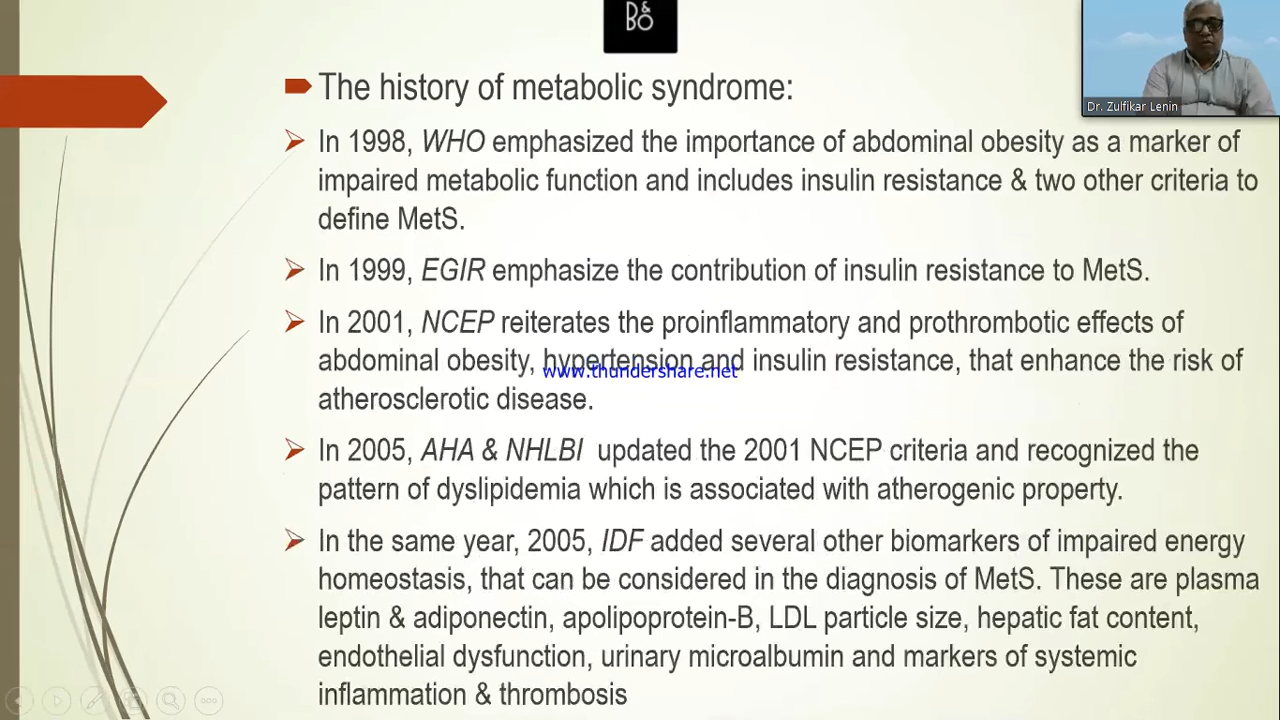 D&
BO
Dr. Zulfikar Lenin
The history of metabolic syndrome:
In 1998, WHO emphasized the importance of abdominal obesity as a marker of
impaired metabolic function and includes insulin resistance & two other criteria to
define MetS.
In 1999, EGIR emphasize the contribution of insulin resistance to MetS.
In 2001, NCEP reiterates the proinflammatory and prothrombotic effects of
abdominal obesity, hypertension and insulin resistance, that enhance the risk of
www.thundershare.net
atherosclerotic disease.
In 2005, AHA & NHLBI updated the 2001 NCEP criteria and recognized the
pattern of dyslipidemia which is associated with atherogenic property.
In the same year, 2005, IDF added several other biomarkers of impaired energy
homeostasis, that can be considered in the diagnosis of MetS. These are plasma
leptin & adiponectin, apolipoprotein-B, LDL particle size, hepatic fat content,
endothelial dysfunction, urinary microalbumin and markers of systemic
inflammation & thrombosis